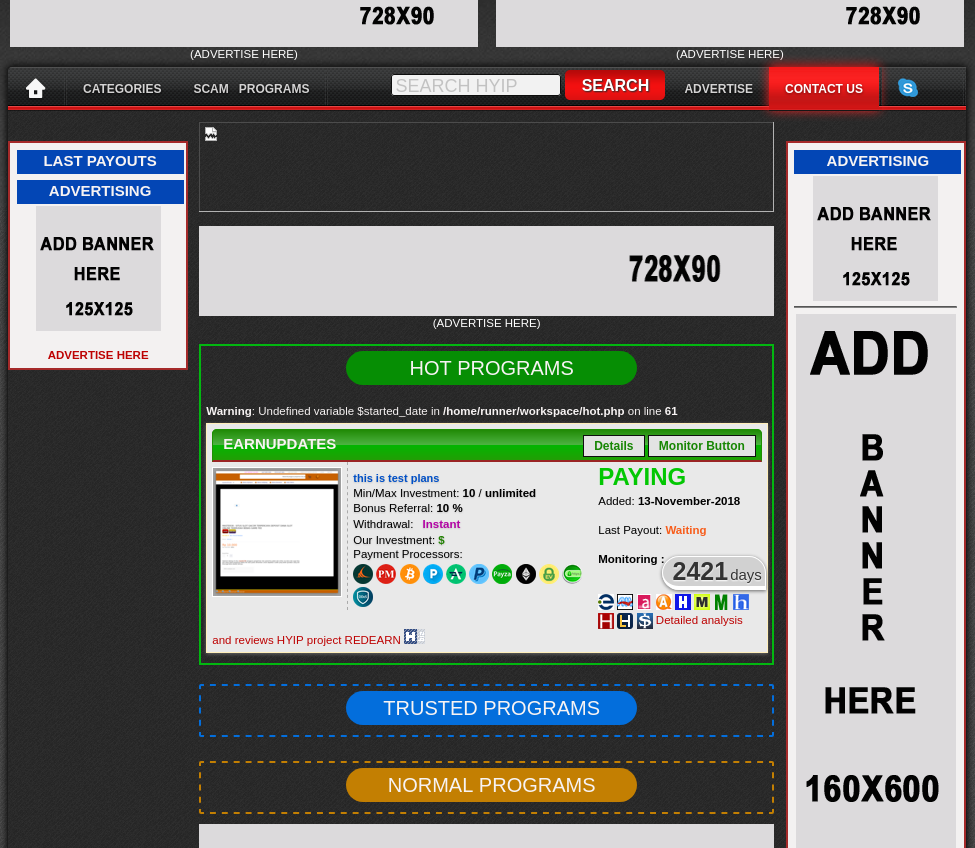 728X90
728X90
(ADVERTISE HERE)
(ADVERTISE HERE)
CATEGORIES
SCAM PROGRAMS
SEARCH HYIP
SEARCH
ADVERTISE
CONTACT US
LAST PAYOUTS
ADVERTISING
ADD BANNER
HERE
125X125
ADVERTISE HERE
728X90
(ADVERTISE HERE)
HOT PROGRAMS
Warning: Undefined variable $started_date in /home/runner/workspace/hot.php on line 61
EARNUPDATES
Details
Monitor Button
this is test plans
Min/Max Investment: 10 / unlimited
Bonus Referral: 10 %
Withdrawal: Instant
Our Investment: $
Payment Processors:
PAYING
Added: 13-November-2018
Last Payout: Waiting
Monitoring :
2421 days
Detailed analysis
and reviews HYIP project REDEARN
TRUSTED PROGRAMS
NORMAL PROGRAMS
ADVERTISING
ADD BANNER
HERE
125X125
ADD
BANNER
HERE
160X600